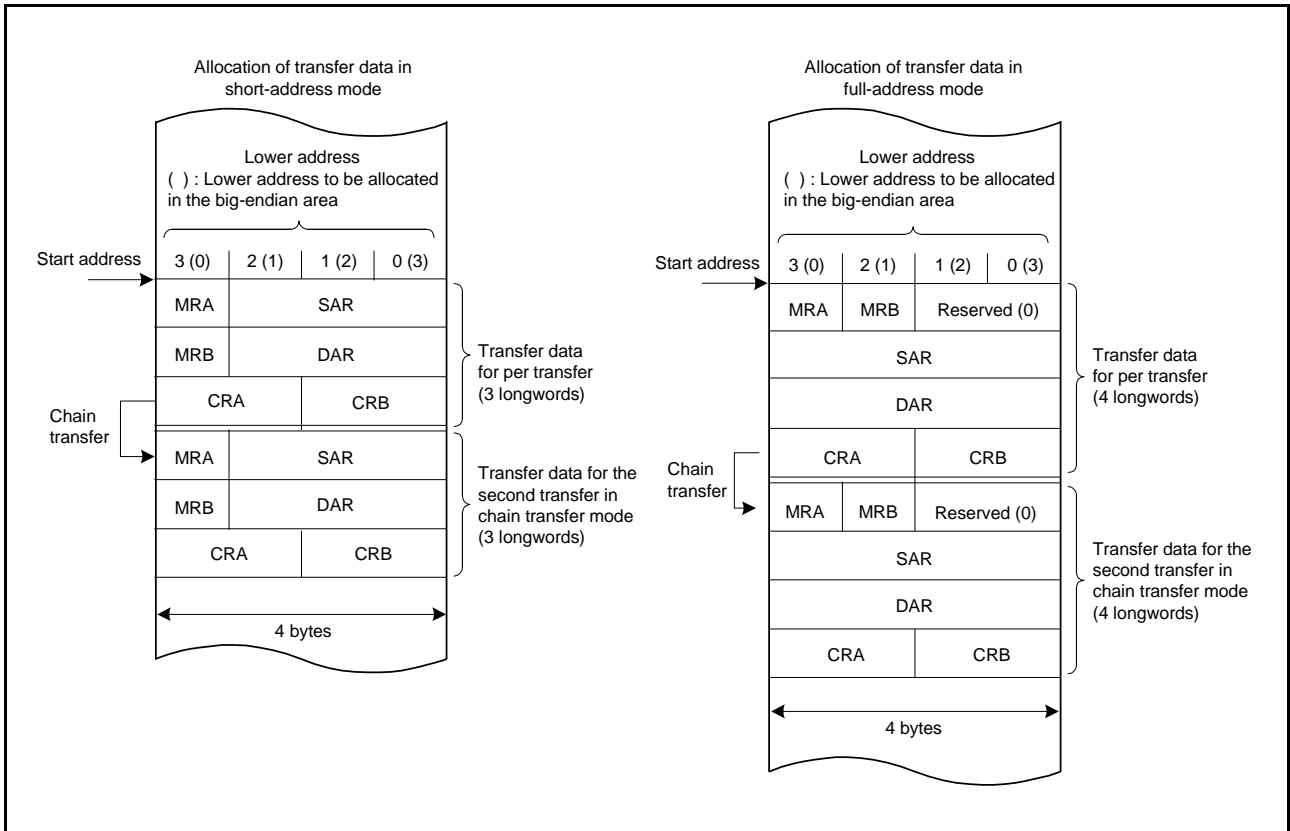 Allocation of transfer data in
short-address mode
Lower address
( ) : Lower address to be allocated
in the big-endian area
Start address
3 (0) 2 (1) 1 (2) 0 (3)
MRA SAR
MRB DAR
CRA CRB
Transfer data
for per transfer
(3 longwords)
Chain
transfer
MRA SAR
MRB DAR
CRA CRB
Transfer data for the
second transfer in
chain transfer mode
(3 longwords)
4 bytes
Allocation of transfer data in
full-address mode
Lower address
( ) : Lower address to be allocated
in the big-endian area
Start address
3 (0) 2 (1) 1 (2) 0 (3)
MRA MRB Reserved (0)
SAR
DAR
CRA CRB
Transfer data
for per transfer
(4 longwords)
Chain
transfer
MRA MRB Reserved (0)
SAR
DAR
CRA CRB
Transfer data for the
second transfer in
chain transfer mode
(4 longwords)
4 bytes